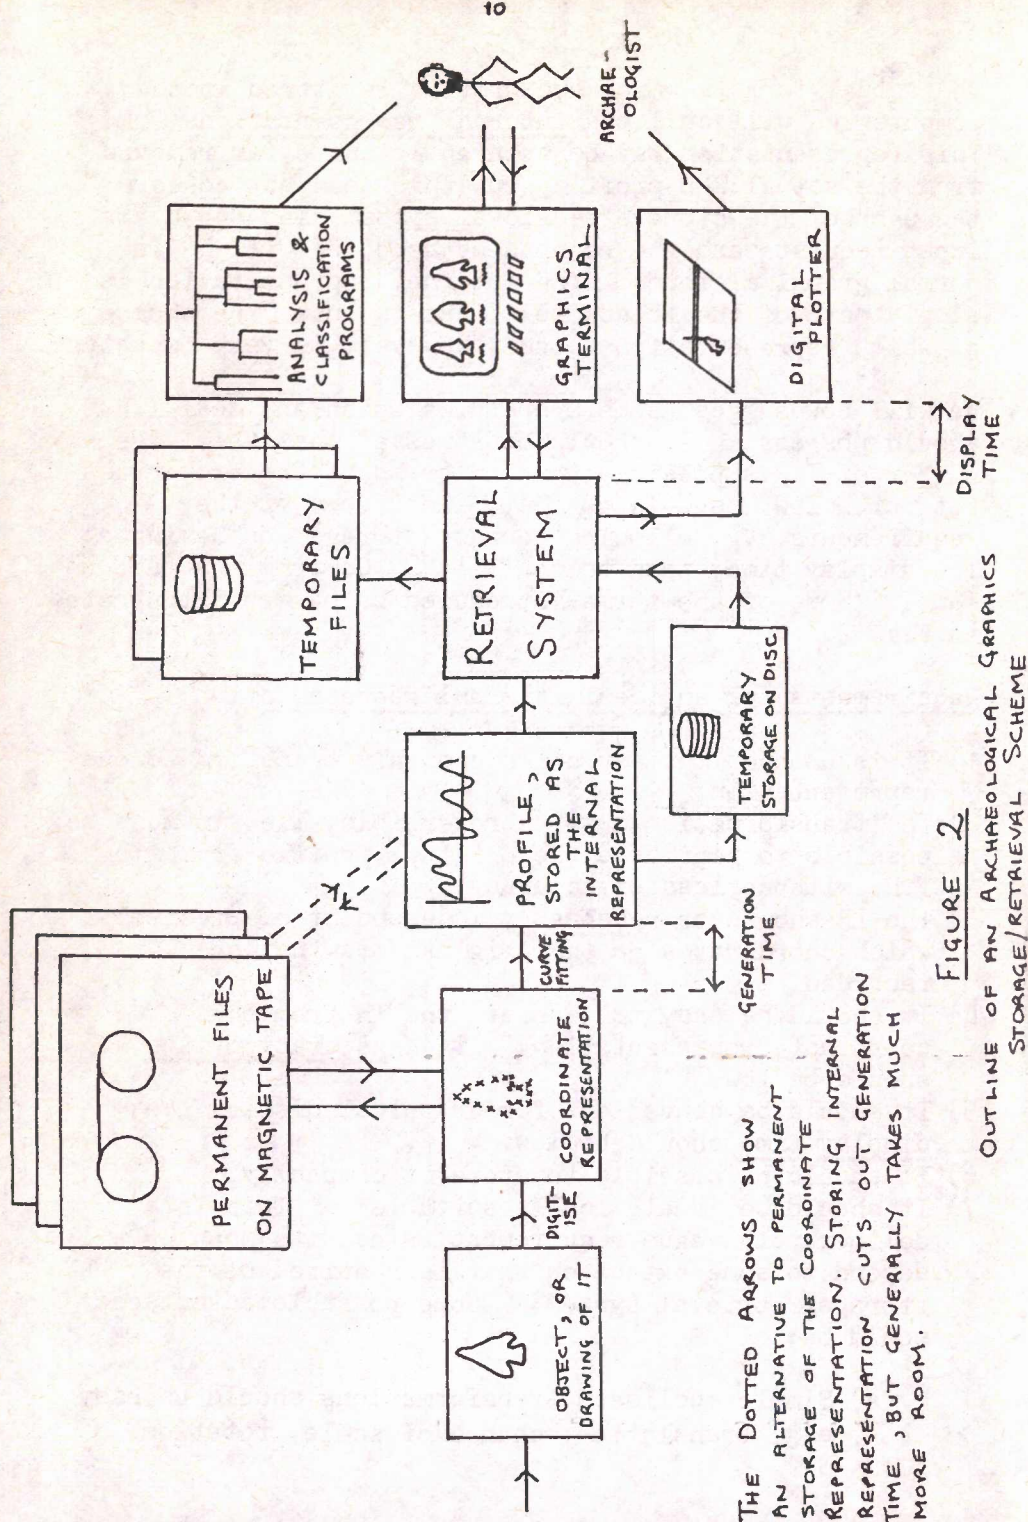 10
PERMANENT FILES
ON MAGNETIC TAPE
OBJECT, OR
DRAWING OF IT
DIGIT-
ISE
COORDINATE
REPRESENTATION
CURVE
FITTING
PROFILE,
STORED AS
THE
INTERNAL
REPRESENTATION
TEMPORARY
STORAGE ON DISC
RETRIEVAL
SYSTEM
TEMPORARY
FILES
ANALYSIS &
CLASSIFICATION
PROGRAMS
GRAPHICS
TERMINAL
DIGITAL
PLOTTER
ARCHAE-
OLOGIST
GENERATION
TIME
DISPLAY
TIME
THE DOTTED ARROWS SHOW
AN ALTERNATIVE TO PERMANENT
STORAGE OF THE COORDINATE
REPRESENTATION. STORING INTERNAL
REPRESENTATION CUTS OUT GENERATION
TIME, BUT GENERALLY TAKES MUCH
MORE ROOM.
FIGURE 2
OUTLINE OF AN ARCHAEOLOGICAL GRAPHICS
STORAGE/RETRIEVAL SCHEME